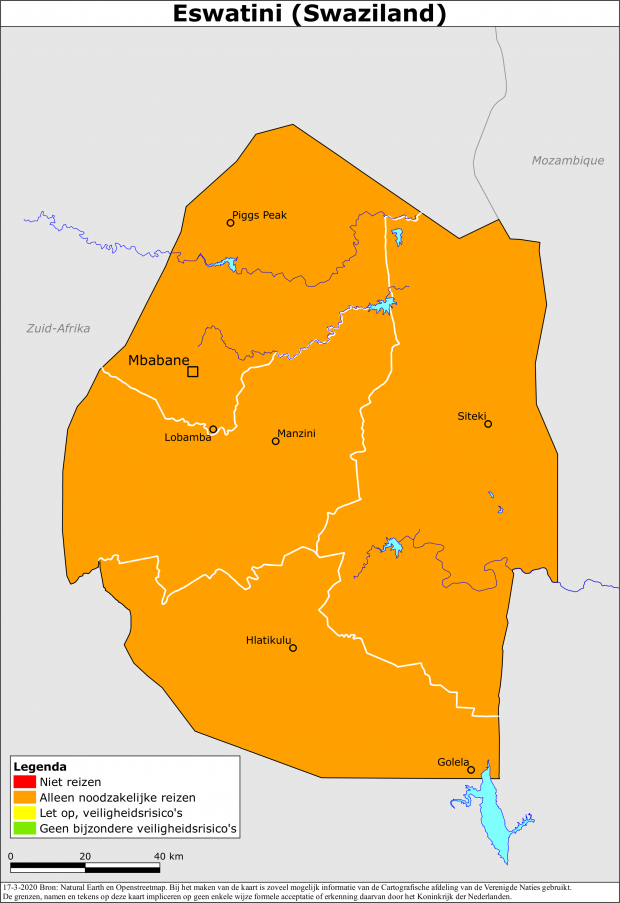 Eswatini (Swaziland)
Mozambique
Piggs Peak
Zuid-Afrika
Mbabane
Siteki
Lobamba
Manzini
Hlatikulu
Golela
Legenda
Niet reizen
Alleen noodzakelijke reizen
Let op, veiligheidsrisico's
Geen bijzondere veiligheidsrisico's
0 20 40 km
17-3-2020 Bron: Natural Earth en Openstreetmap. Bij het maken van de kaart is zoveel mogelijk informatie van de Cartografische afdeling van de Verenigde Naties gebruikt.
De grenzen, namen en tekens op deze kaart impliceren op geen enkele wijze formele acceptatie of erkenning daarvan door het Koninkrijk der Nederlanden.